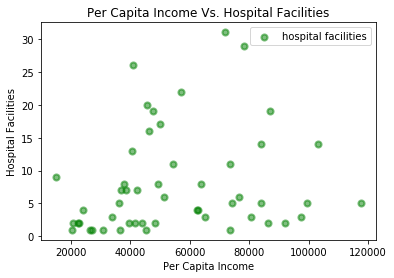 Per Capita Income Vs. Hospital Facilities
hospital facilities
30
25
20
15
10
5
0
Hospital Facilities
20000 40000 60000 80000 100000 120000
Per Capita Income